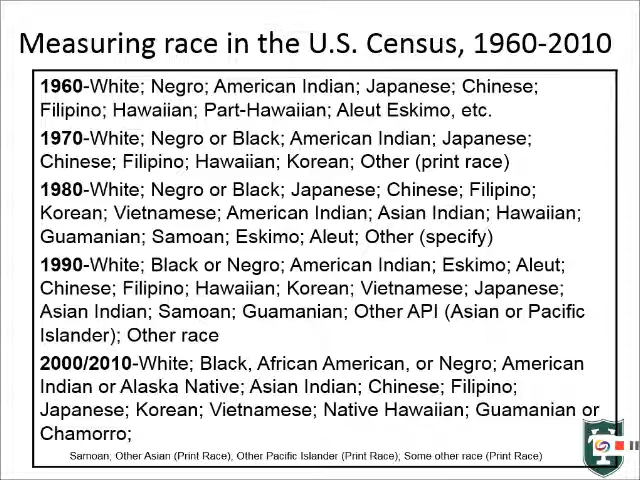 Measuring race in the U.S. Census, 1960-2010
1960-White; Negro; American Indian; Japanese; Chinese;
Filipino; Hawaiian; Part-Hawaiian; Aleut Eskimo, etc.
1970-White; Negro or Black; American Indian; Japanese;
Chinese; Filipino; Hawaiian; Korean; Other (print race)
1980-White; Negro or Black; Japanese; Chinese; Filipino;
Korean; Vietnamese; American Indian; Asian Indian; Hawaiian;
Guamanian; Samoan; Eskimo; Aleut; Other (specify)
1990-White; Black or Negro; American Indian; Eskimo; Aleut;
Chinese; Filipino; Hawaiian; Korean; Vietnamese; Japanese;
Asian Indian; Samoan; Guamanian; Other API (Asian or Pacific
Islander); Other race
2000/2010-White; Black, African American, or Negro; American
Indian or Alaska Native; Asian Indian; Chinese; Filipino;
Japanese; Korean; Vietnamese; Native Hawaiian; Guamanian or
Chamorro;
Samoan; Other Asian (Print Race), Other Pacific Islander (Print Race); Some other race (Print Race)